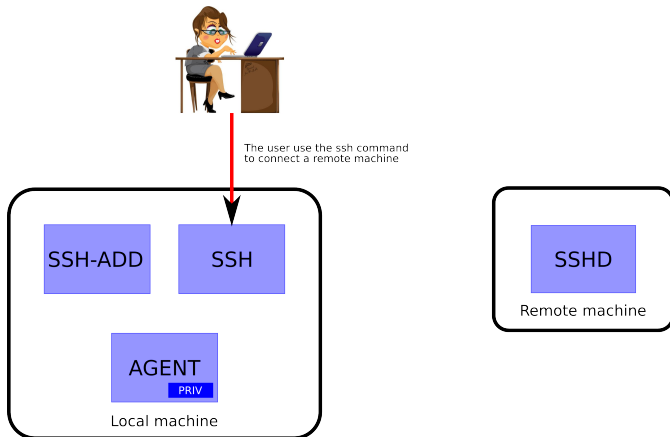 The user use the ssh command
to connect a remote machine
SSH-ADD
SSH
SSHD
Remote machine
AGENT
PRIV
Local machine